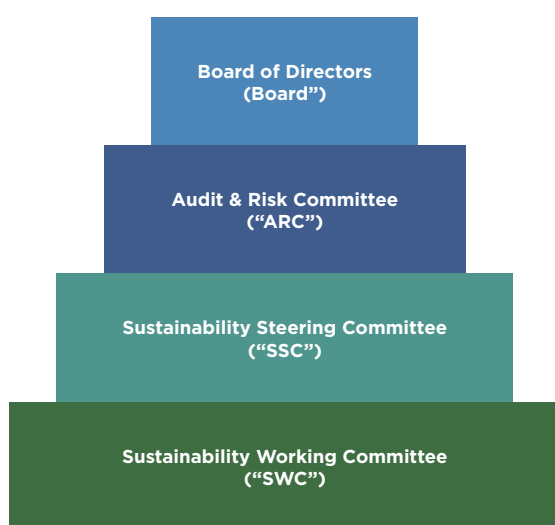 Board of Directors
(Board”)
Audit & Risk Committee
(“ARC”)
Sustainability Steering Committee
(“SSC”)
Sustainability Working Committee
(“SWC”)